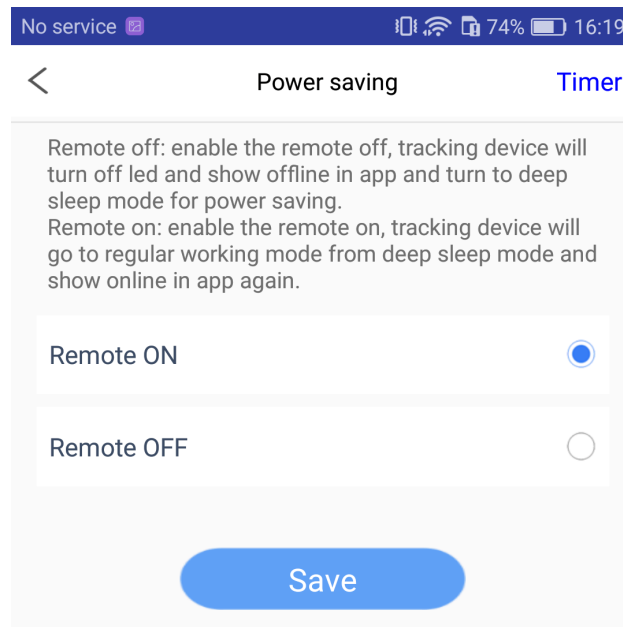 No service 74% 16:19
Power saving Timer
Remote off: enable the remote off, tracking device will
turn off led and show offline in app and turn to deep
sleep mode for power saving.
Remote on: enable the remote on, tracking device will
go to regular working mode from deep sleep mode and
show online in app again.
Remote ON
Remote OFF
Save